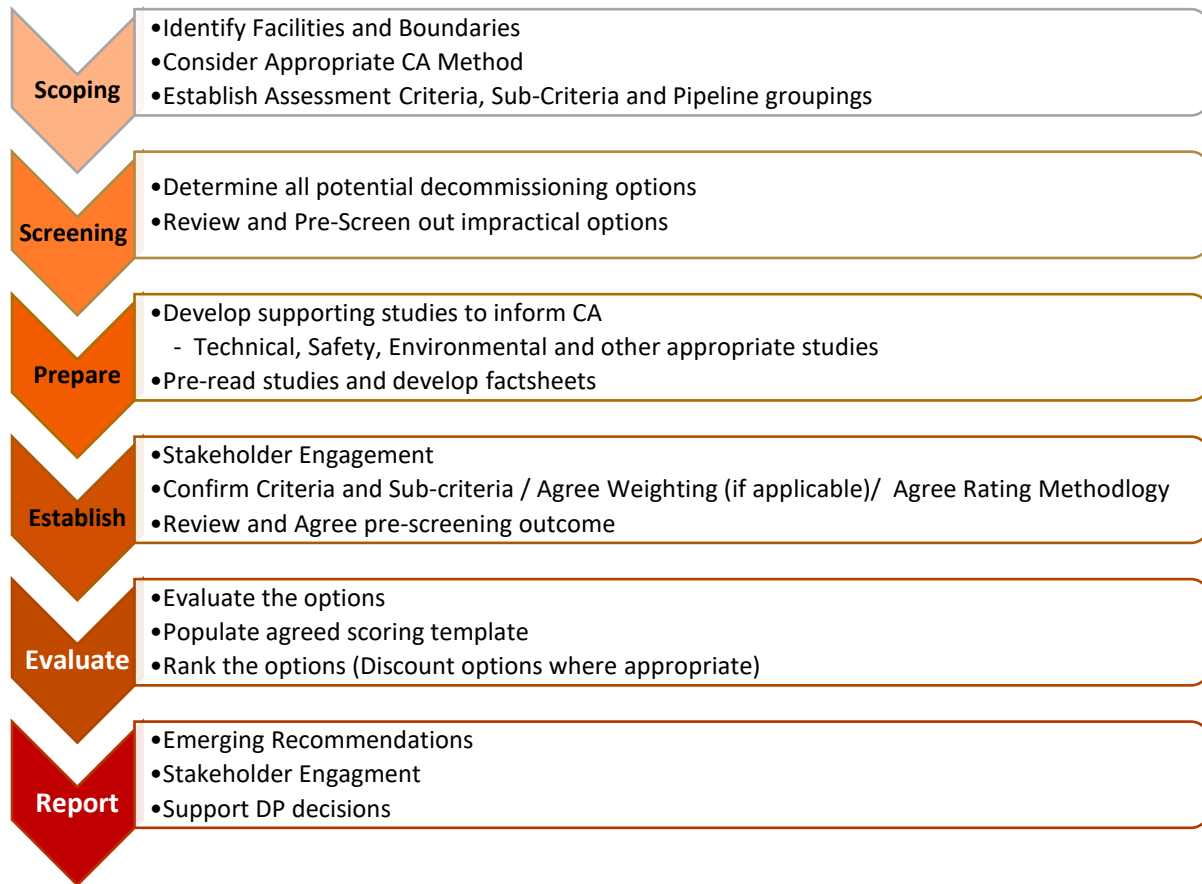 Scoping
•Identify Facilities and Boundaries
•Consider Appropriate CA Method
•Establish Assessment Criteria, Sub-Criteria and Pipeline groupings
Screening
•Determine all potential decommissioning options
•Review and Pre-Screen out impractical options
Prepare
•Develop supporting studies to inform CA
- Technical, Safety, Environmental and other appropriate studies
•Pre-read studies and develop factsheets
Establish
•Stakeholder Engagement
•Confirm Criteria and Sub-criteria / Agree Weighting (if applicable)/ Agree Rating Methodlogy
•Review and Agree pre-screening outcome
Evaluate
•Evaluate the options
•Populate agreed scoring template
•Rank the options (Discount options where appropriate)
Report
•Emerging Recommendations
•Stakeholder Engagment
•Support DP decisions